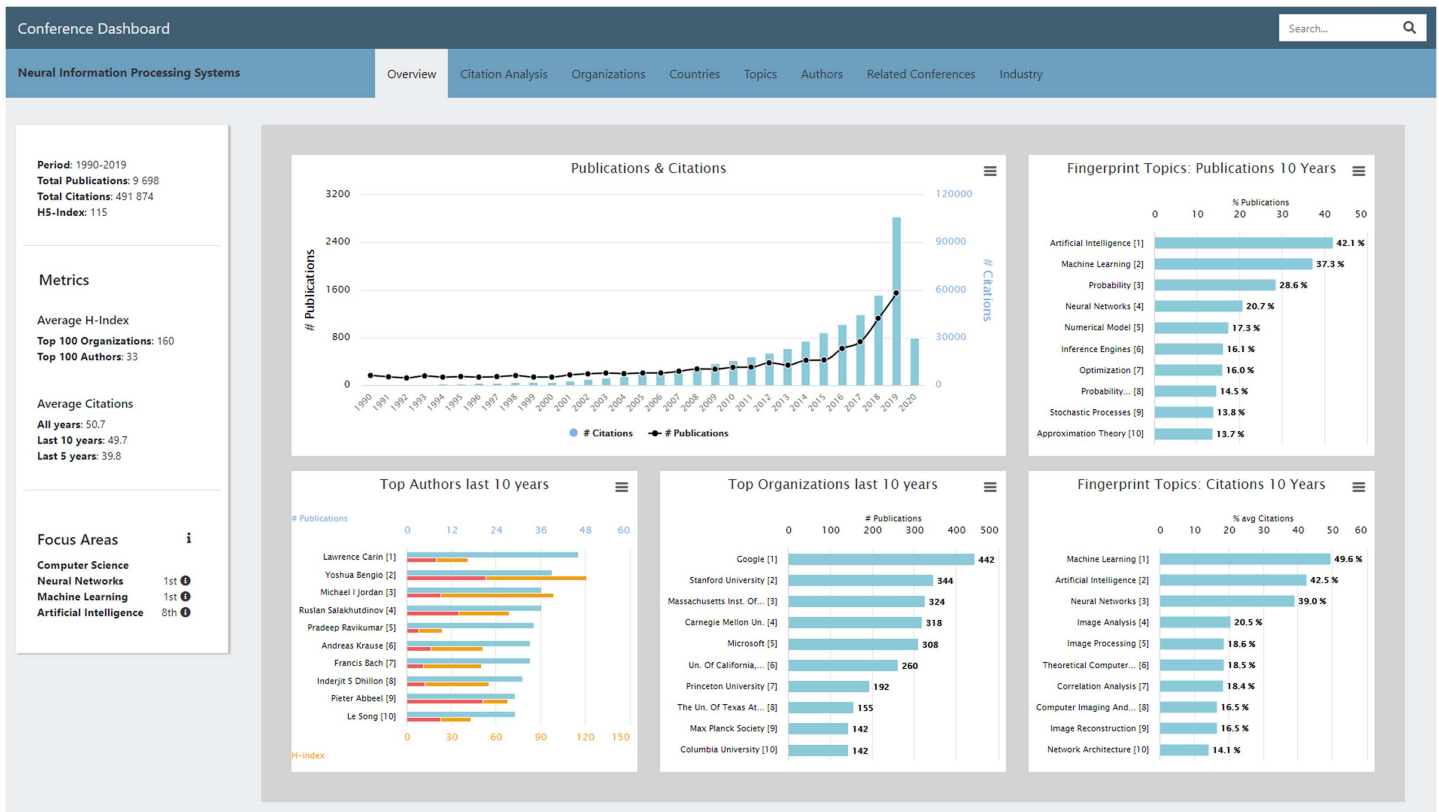 Conference Dashboard
Search...
Neural Information Processing Systems
Overview
Citation Analysis
Organizations
Countries
Topics
Authors
Related Conferences
Industry
Period: 1990-2019
Total Publications: 9 698
Total Citations: 491 874
H5-Index: 115
Metrics
Average H-Index
Top 100 Organizations: 160
Top 100 Authors: 33
Average Citations
All years: 50.7
Last 10 years: 49.7
Last 5 years: 39.8
Focus Areas
i
Computer Science
Neural Networks 1st i
Machine Learning 1st i
Artificial Intelligence 8th i
Publications & Citations
# Publications
3200
2400
1600
800
0
120000
90000
60000
30000
0
# Citations
1990 1991 1992 1993 1994 1995 1996 1997 1998 1999 2000 2001 2002 2003 2004 2005 2006 2007 2008 2009 2010 2011 2012 2013 2014 2015 2016 2017 2018 2019 2020
# Citations # Publications
Fingerprint Topics: Publications 10 Years
% Publications
0 10 20 30 40 50
Artificial Intelligence [1] 42.1 %
Machine Learning [2] 37.3 %
Probability [3] 28.6 %
Neural Networks [4] 20.7 %
Numerical Model [5] 17.3 %
Inference Engines [6] 16.1 %
Optimization [7] 16.0 %
Probability... [8] 14.5 %
Stochastic Processes [9] 13.8 %
Approximation Theory [10] 13.7 %
Top Authors last 10 years
# Publications
0 12 24 36 48 60
Lawrence Carin [1]
Yoshua Bengio [2]
Michael I Jordan [3]
Ruslan Salakhutdinov [4]
Pradeep Ravikumar [5]
Andreas Krause [6]
Francis Bach [7]
Inderjit S Dhillon [8]
Pieter Abbeel [9]
Le Song [10]
0 30 60 90 120 150
H-index
Top Organizations last 10 years
# Publications
0 100 200 300 400 500
Google [1] 442
Stanford University [2] 344
Massachusetts Inst. Of... [3] 324
Carnegie Mellon Un. [4] 318
Microsoft [5] 308
Un. Of California,... [6] 260
Princeton University [7] 192
The Un. Of Texas At... [8] 155
Max Planck Society [9] 142
Columbia University [10] 142
Fingerprint Topics: Citations 10 Years
% avg Citations
0 10 20 30 40 50 60
Machine Learning [1] 49.6 %
Artificial Intelligence [2] 42.5 %
Neural Networks [3] 39.0 %
Image Analysis [4] 20.5 %
Image Processing [5] 18.6 %
Theoretical Computer... [6] 18.5 %
Correlation Analysis [7] 18.4 %
Computer Imaging And... [8] 16.5 %
Image Reconstruction [9] 16.5 %
Network Architecture [10] 14.1 %